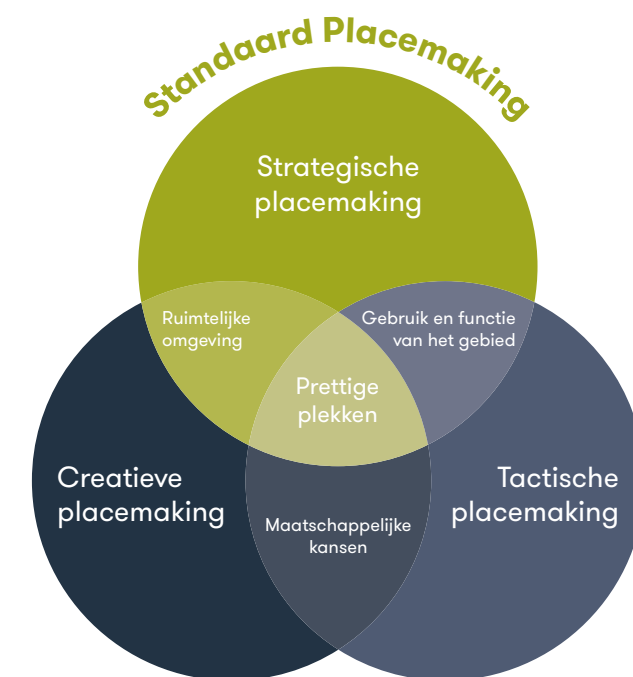 Standaard Placemaking
Strategische
placemaking
Ruimtelijke
omgeving
Gebruik en functie
van het gebied
Prettige
plekken
Creatieve
placemaking
Tactische
placemaking
Maatschappelijke
kansen